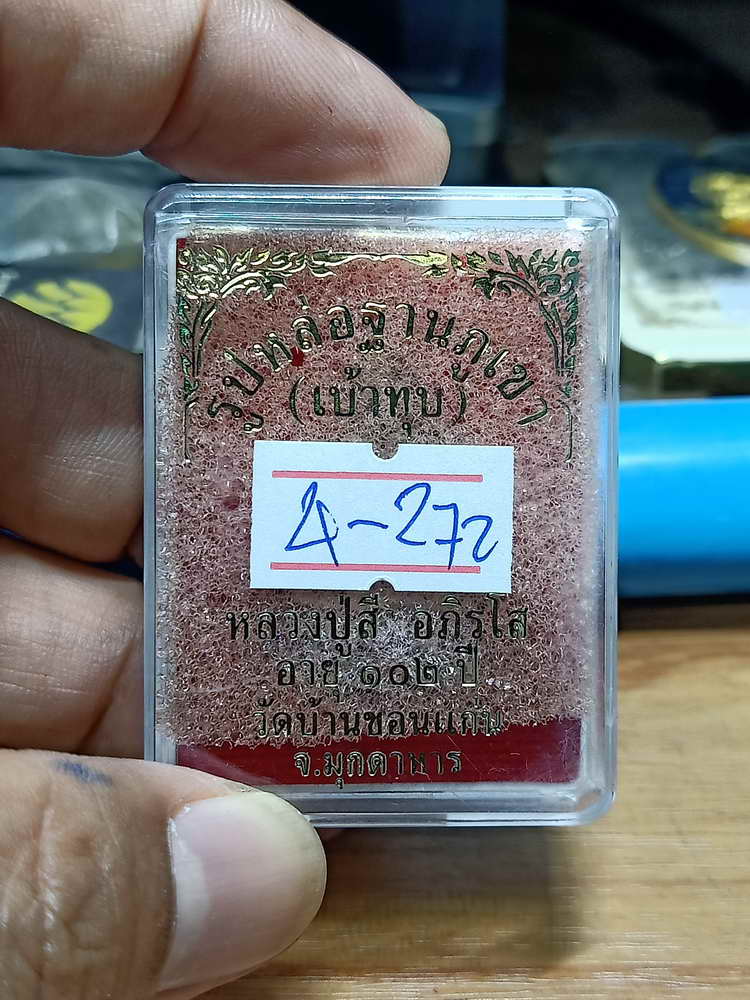 รูปหล่อฐานภูเขา
(เบ้าทุบ)
4-272
หลวงปู่สี อภิรโส
อายุ ๑๐๒ ปี
วัดบ้านขอนแก่น
จ.มุกดาหาร